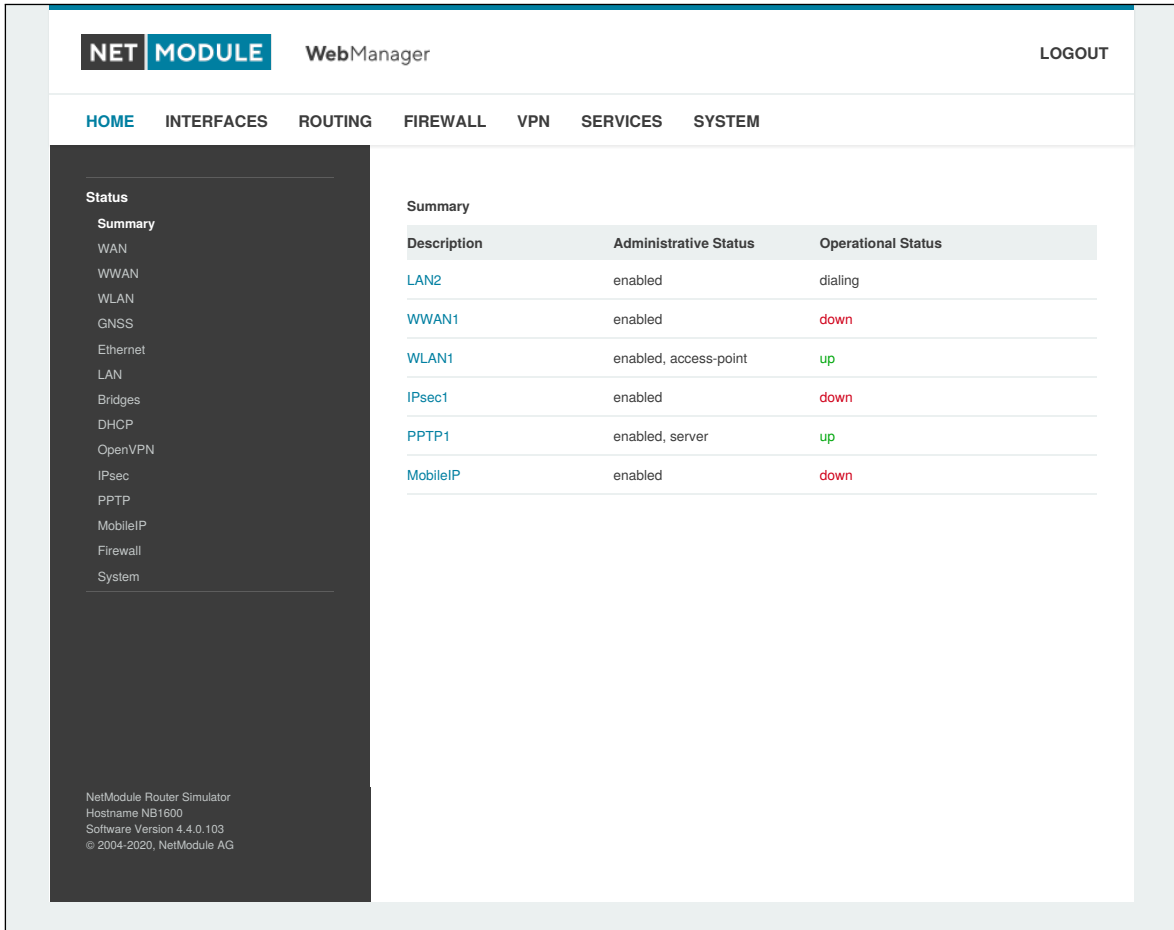 NET MODULE WebManager LOGOUT
HOME INTERFACES ROUTING FIREWALL VPN SERVICES SYSTEM
Status
Summary
WAN
WWAN
WLAN
GNSS
Ethernet
LAN
Bridges
DHCP
OpenVPN
IPsec
PPTP
MobileIP
Firewall
System
NetModule Router Simulator
Hostname NB1600
Software Version 4.4.0.103
© 2004-2020, NetModule AG
Summary
Description Administrative Status Operational Status
LAN2 enabled dialing
WWAN1 enabled down
WLAN1 enabled, access-point up
IPsec1 enabled down
PPTP1 enabled, server up
MobileIP enabled down